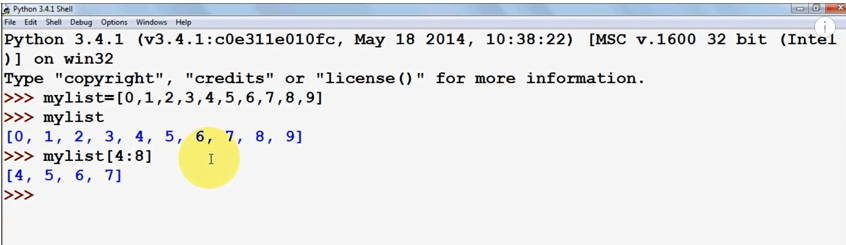 Python 3.4.1 Shell
File Edit Shell Debug Options Windows Help
Python 3.4.1 (v3.4.1:c0e311e010fc, May 18 2014, 10:38:22) [MSC v.1600 32 bit (Intel
)] on win32
Type "copyright", "credits" or "license()" for more information.
>>> mylist=[0,1,2,3,4,5,6,7,8,9]
>>> mylist
[0, 1, 2, 3, 4, 5, 6, 7, 8, 9]
>>> mylist[4:8]
[4, 5, 6, 7]
>>>